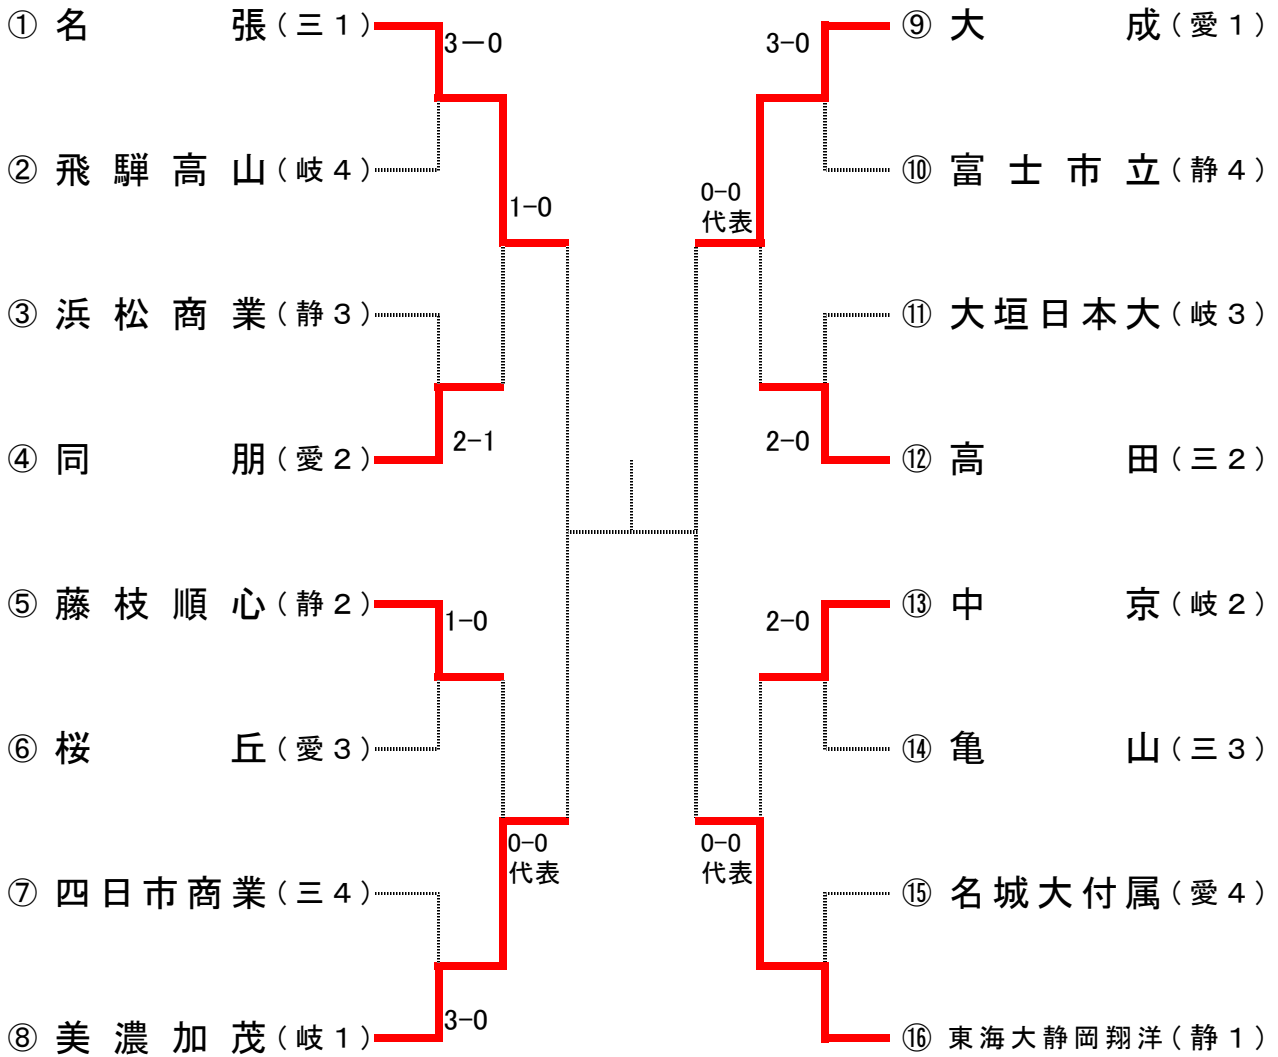 ① 名張(三1)
3－0
② 飛騨高山(岐4)
1-0
③ 浜松商業(静3)
④ 同朋(愛2)
2-1
⑤ 藤枝順心(静2)
1-0
⑥ 桜丘(愛3)
0-0
代表
⑦ 四日市商業(三4)
⑧ 美濃加茂(岐1)
3-0
⑨ 大成(愛1)
3-0
⑩ 富士市立(静4)
0-0
代表
⑪ 大垣日本大(岐3)
⑫ 高田(三2)
2-0
⑬ 中京(岐2)
2-0
⑭ 亀山(三3)
0-0
代表
⑮ 名城大付属(愛4)
⑯ 東海大静岡翔洋(静1)